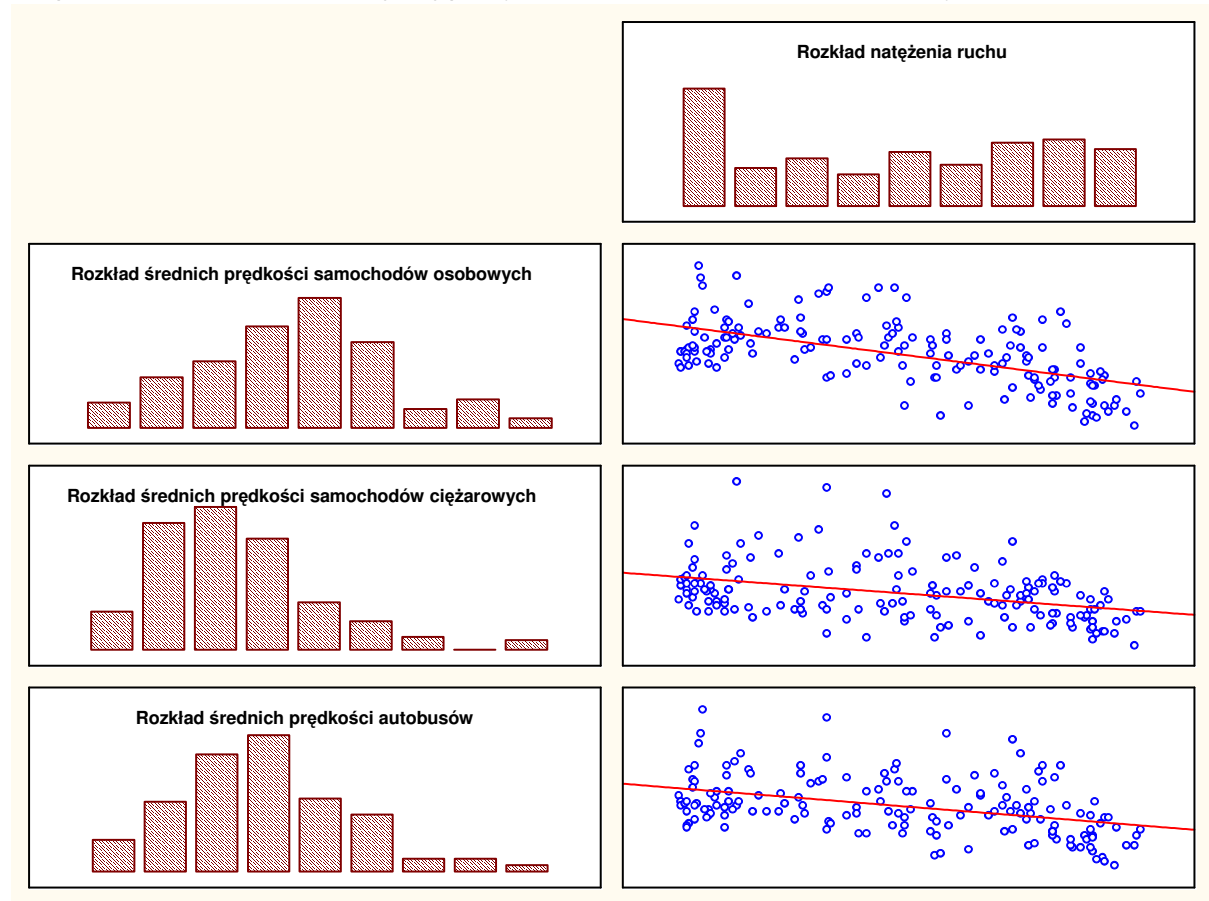 Rozkład natężenia ruchu
Rozkład średnich prędkości samochodów osobowych
Rozkład średnich prędkości samochodów ciężarowych
Rozkład średnich prędkości autobusów